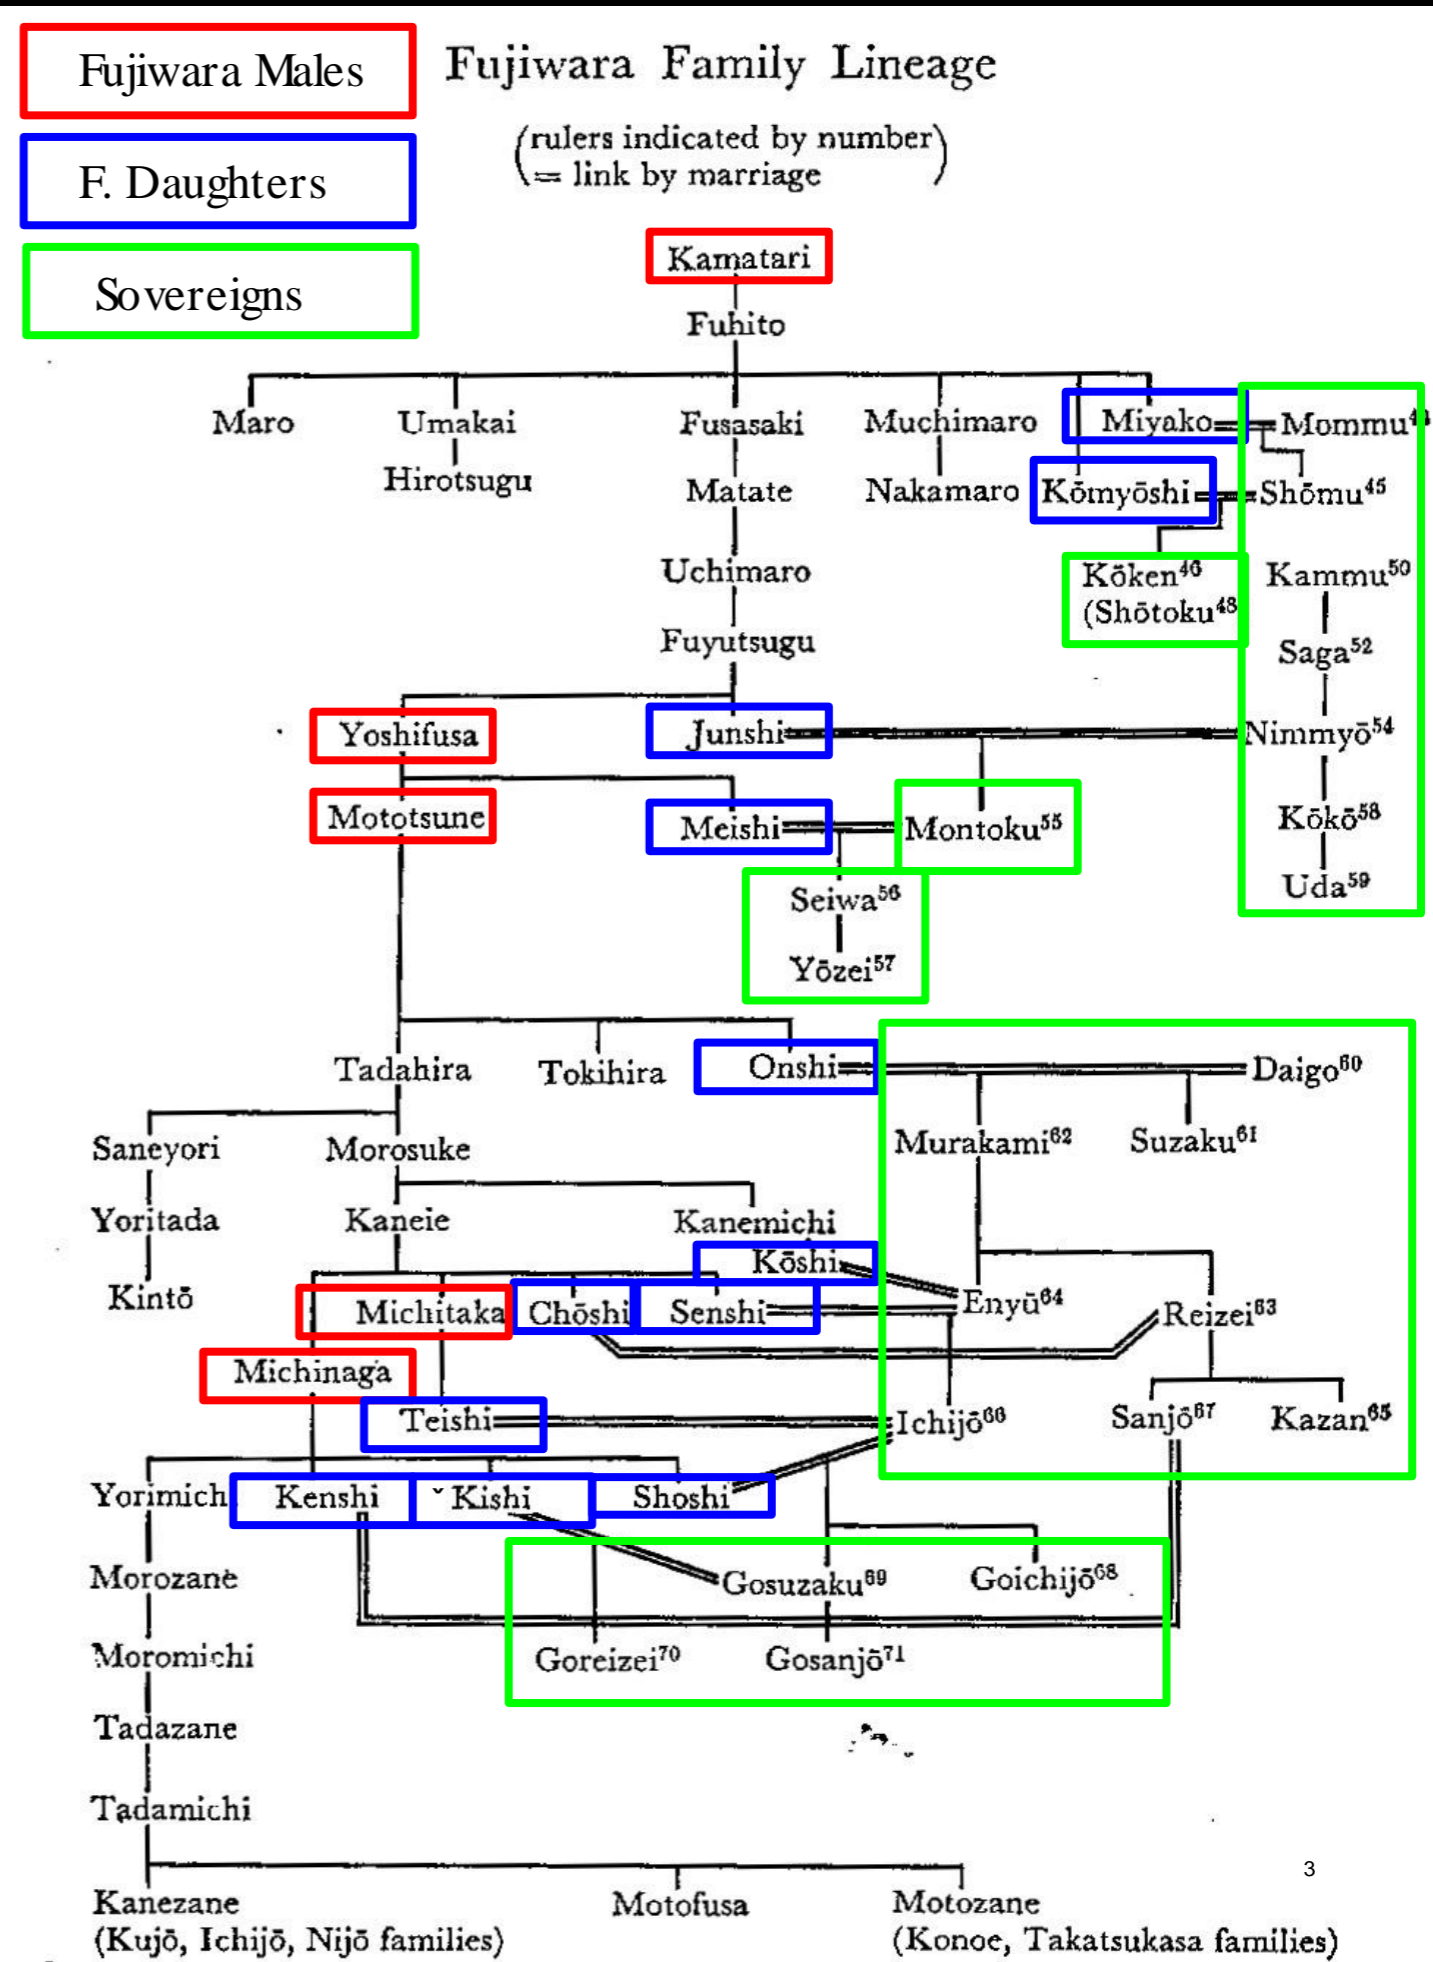 Fujiwara Males
Fujiwara Family Lineage
(rulers indicated by number)
(= link by marriage)
F. Daughters
Sovereigns
Kamatari
Fuhito
Maro Umakai Fusasaki Muchimaro Miyako Mommu
Hirotsugu Matate Nakamaro Kōmyōshi Shōmu⁴⁵
Uchimaro Kōken⁴⁶ Kammu⁵⁰
(Shōtoku⁴⁸
Fuyutsugu Saga⁵²
Yoshifusa Junshi Nimmyō⁵⁴
Mototsune Meishi Montoku⁵⁵ Kōkō⁵⁸
Seiwa⁵⁶ Uda⁵⁹
Yōzei⁵⁷
Tadahira Tokihira Onshi Daigo⁶⁰
Saneyori Morosuke Murakami⁶² Suzaku⁶¹
Yoritada Kaneie Kanemichi
Kōshi
Kintō Michitaka Chōshi Senshi Enyū⁶⁴ Reizei⁶³
Michinaga
Teishi Ichijō⁶⁶ Sanjō⁶⁷ Kazan⁶⁵
Yorimich Kenshi Kishi Shoshi
Morozane Gosuzaku⁶⁹ Goichijō⁶⁸
Moromichi Goreizei⁷⁰ Gosanjō⁷¹
Tadazane
Tadamichi
3
Kanezane Motofusa Motozane
(Kujō, Ichijō, Nijō families) (Konoe, Takatsukasa families)